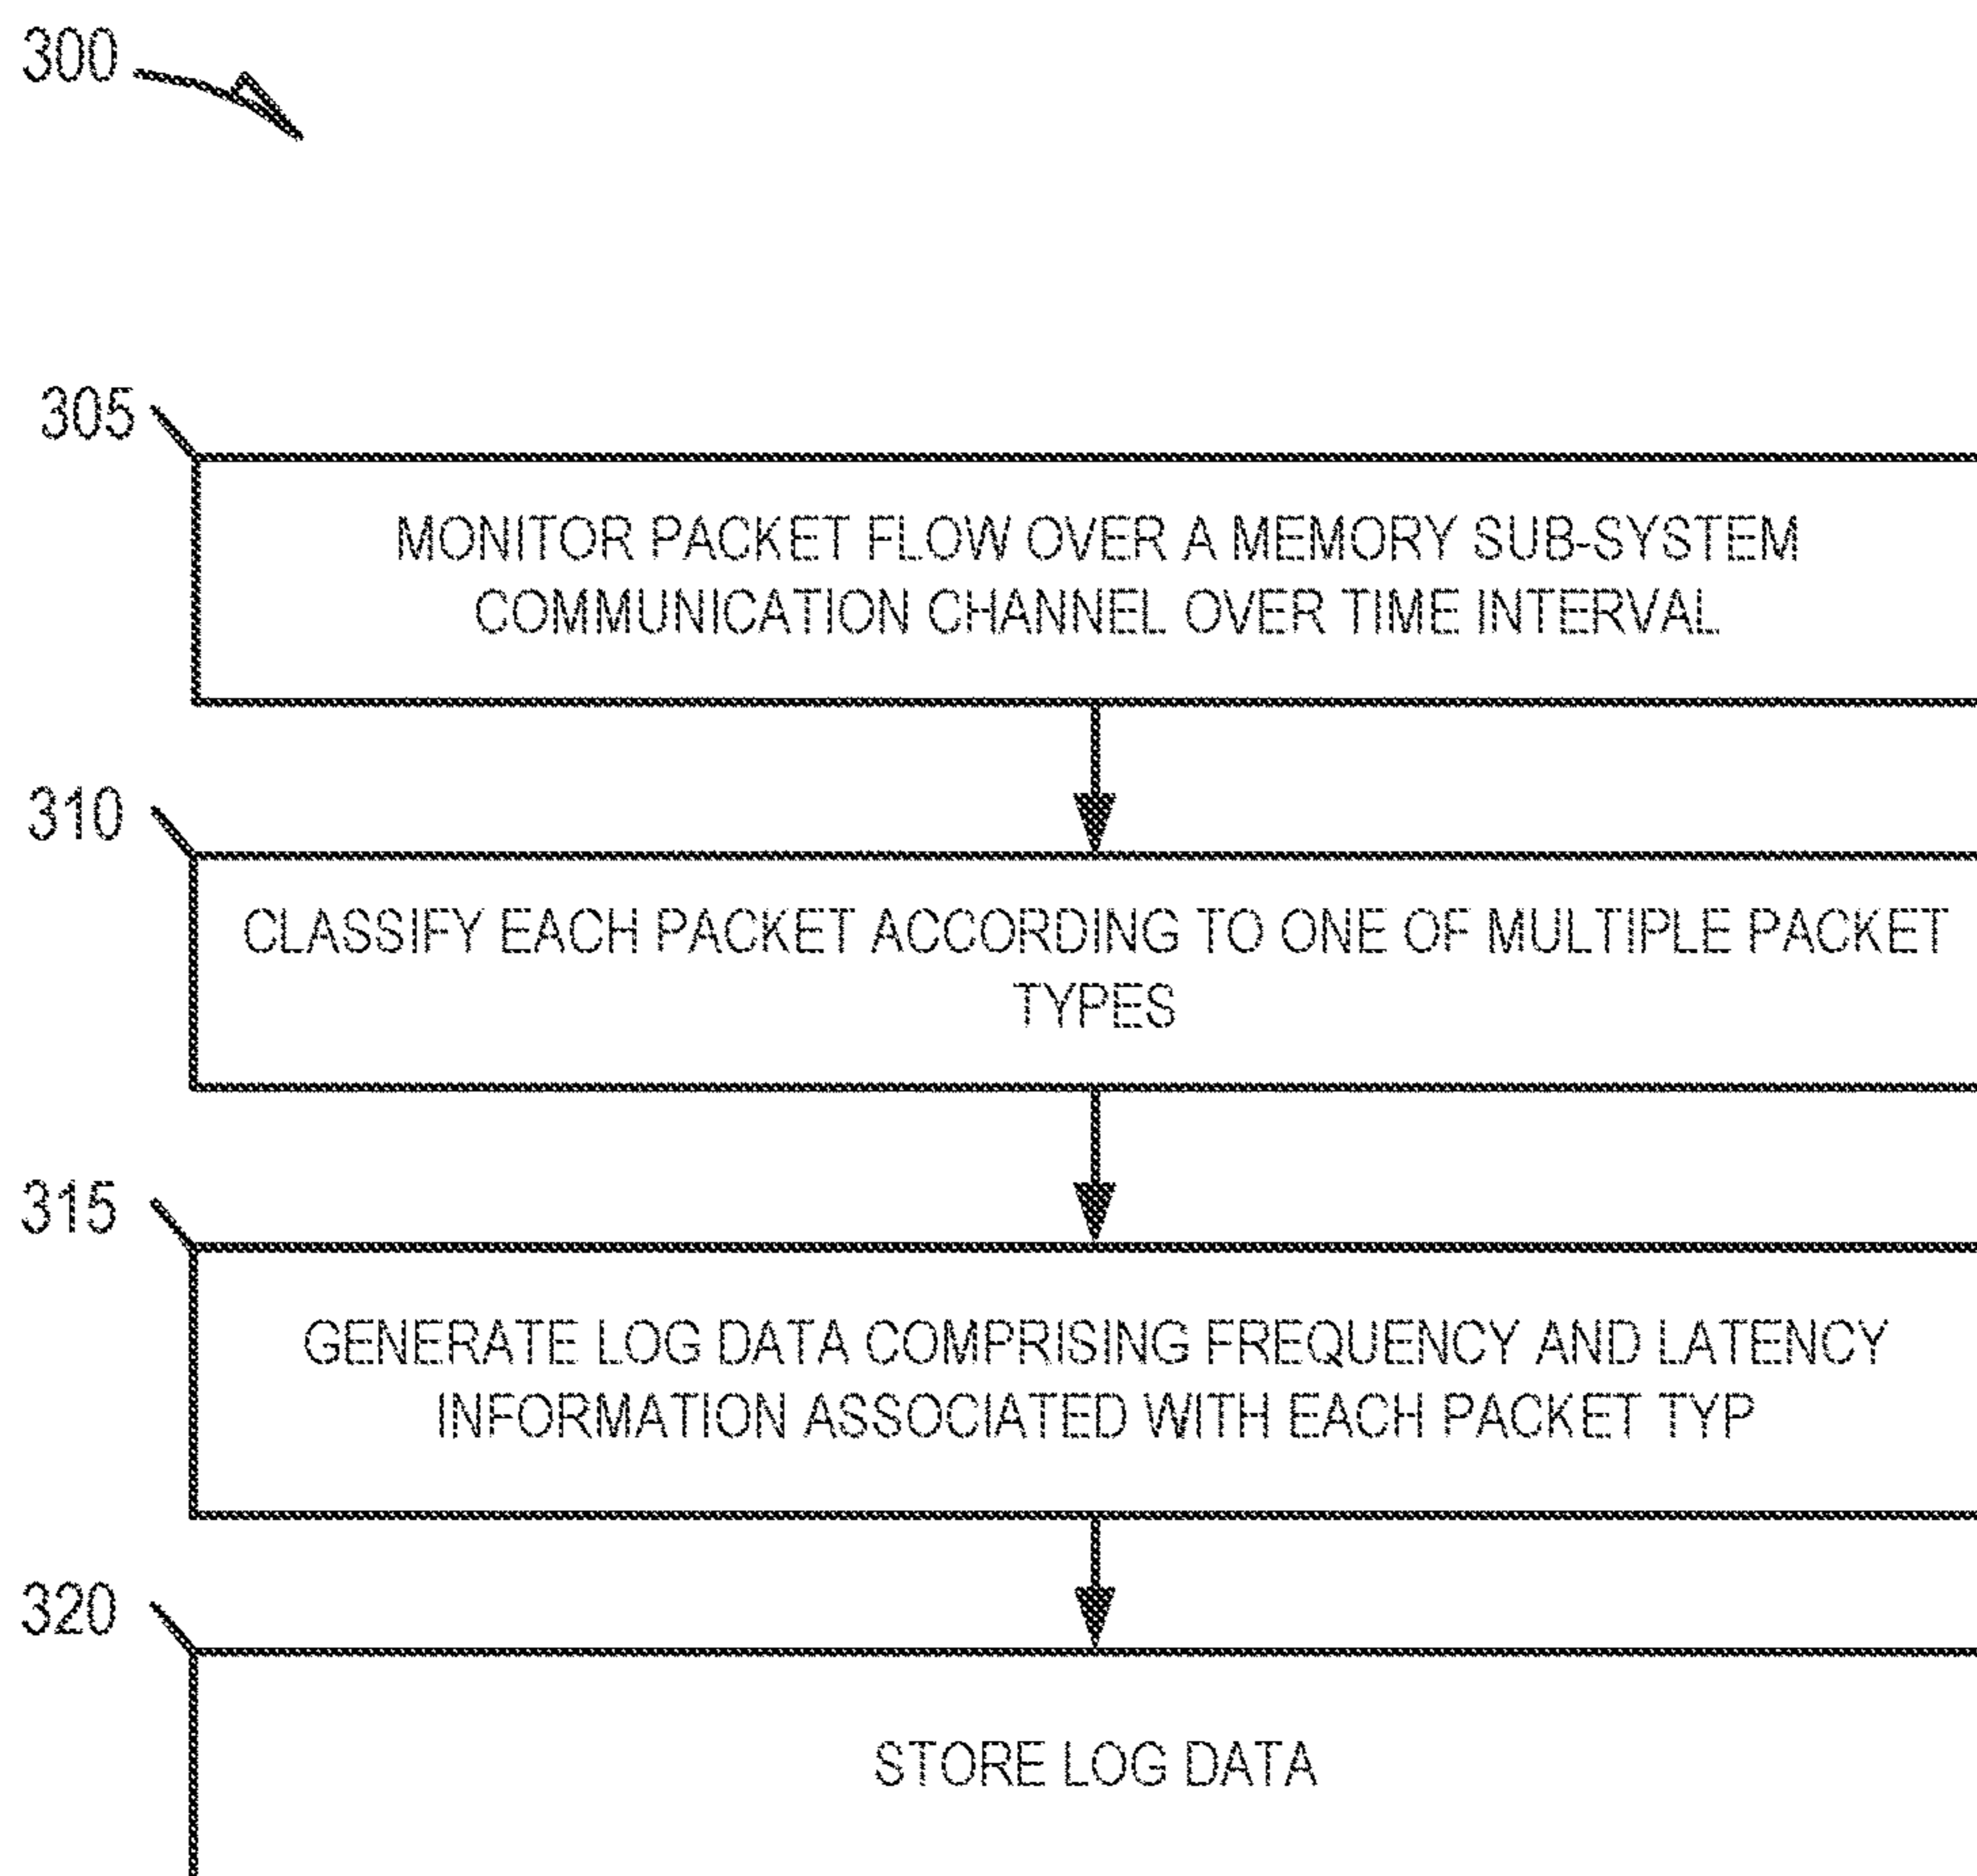 300
305
MONITOR PACKET FLOW OVER A MEMORY SUB-SYSTEM
COMMUNICATION CHANNEL OVER TIME INTERVAL
310
CLASSIFY EACH PACKET ACCORDING TO ONE OF MULTIPLE PACKET
TYPES
315
GENERATE LOG DATA COMPRISING FREQUENCY AND LATENCY
INFORMATION ASSOCIATED WITH EACH PACKET TYP
320
STORE LOG DATA